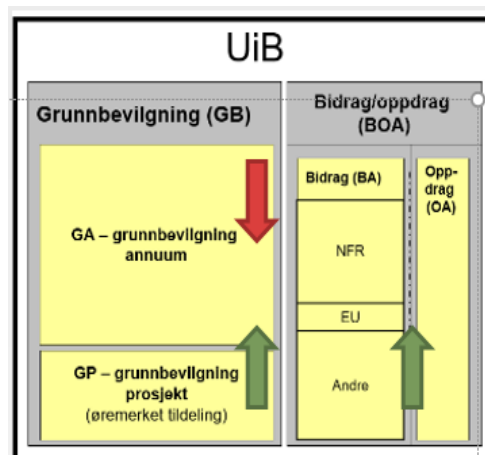 UiB
Grunnbevilgning (GB)
GA – grunnbevilgning
annuum
GP – grunnbevilgning
prosjekt
(øremerket tildeling)
Bidrag/oppdrag
(BOA)
Bidrag (BA)
NFR
EU
Andre
Opp-
drag
(OA)